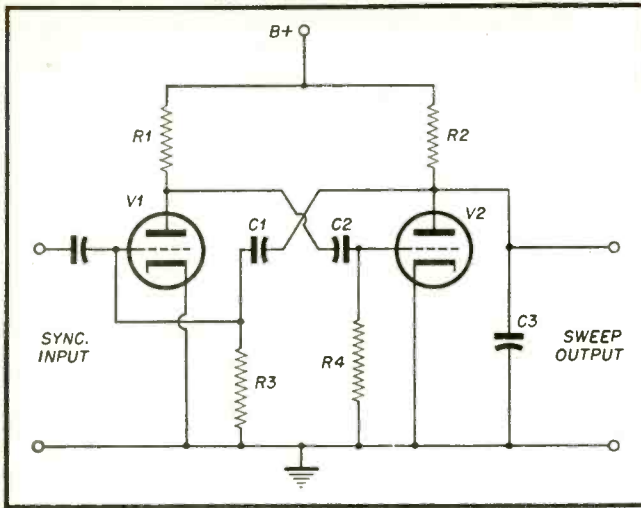 B+
R1
R2
V1
C1
C2
V2
C3
SYNC.
INPUT
R3
R4
SWEEP
OUTPUT